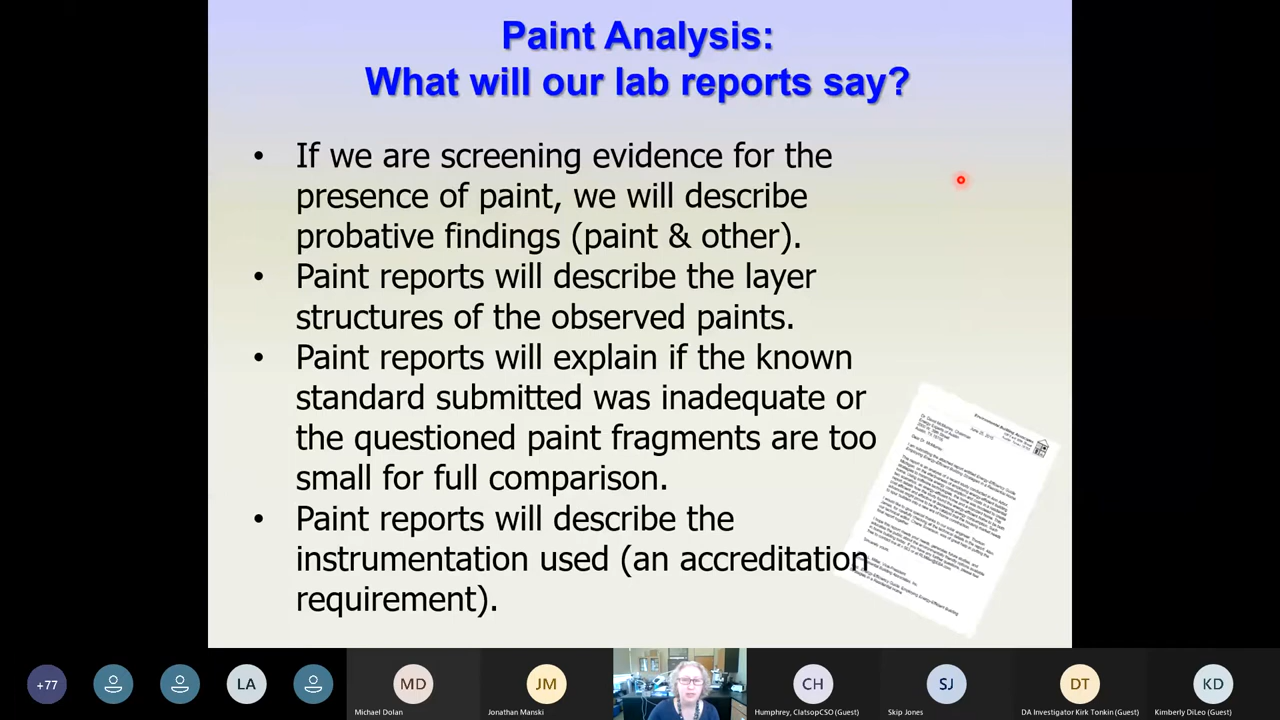 Paint Analysis:
What will our lab reports say?
• If we are screening evidence for the
presence of paint, we will describe
probative findings (paint & other).
• Paint reports will describe the layer
structures of the observed paints.
• Paint reports will explain if the known
standard submitted was inadequate or
the questioned paint fragments are too
small for full comparison.
• Paint reports will describe the
instrumentation used (an accreditation
requirement).
+77
LA
MD
Michael Dolan
JM
Jonathan Manski
CH
Humphrey, ClatsopCSO (Guest)
SJ
Skip Jones
DT
DA Investigator Kirk Tonkin (Guest)
KD
Kimberly DiLeo (Guest)